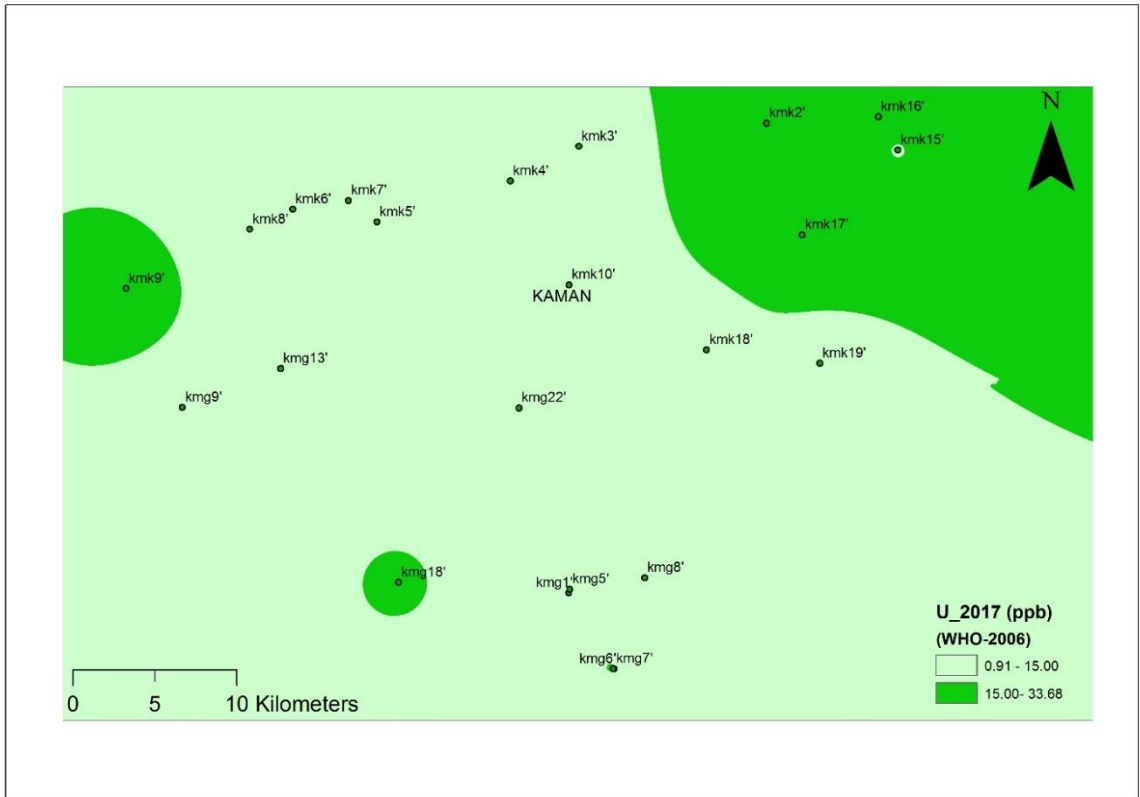 N
kmk2'
kmk16'
kmk15'
kmk3'
kmk4'
kmk7'
kmk6'
kmk5'
kmk8'
kmk17'
kmk9'
kmk10'
KAMAN
kmk18'
kmk19'
kmg13'
kmg9'
kmg22'
kmg18'
kmg1' kmg5'
kmg8'
kmg6' kmg7'
U_2017 (ppb)
(WHO-2006)
0.91 - 15.00
15.00- 33.68
0 5 10 Kilometers